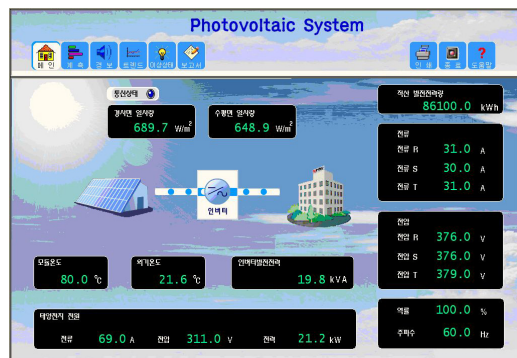 Photovoltaic System
메 인 계 측 경 보 트렌드 이상상태 보고서 인 쇄 종 료 도움말
통신상태
경사면 일사량 수평면 일사량
689.7 W/m² 648.9 W/m²
적산 발전전력량
86100.0 kWh
전류
전류 R 31.0 A
전류 S 30.0 A
전류 T 31.0 A
인버터
전압
전압 R 376.0 V
전압 S 376.0 V
전압 T 379.0 V
모듈온도 외기온도 인버터발전전력
80.0 ℃ 21.6 ℃ 19.8 kVA
역률 100.0 %
주파수 60.0 Hz
태양전지 전원
전류 69.0 A 전압 311.0 V 전력 21.2 kW